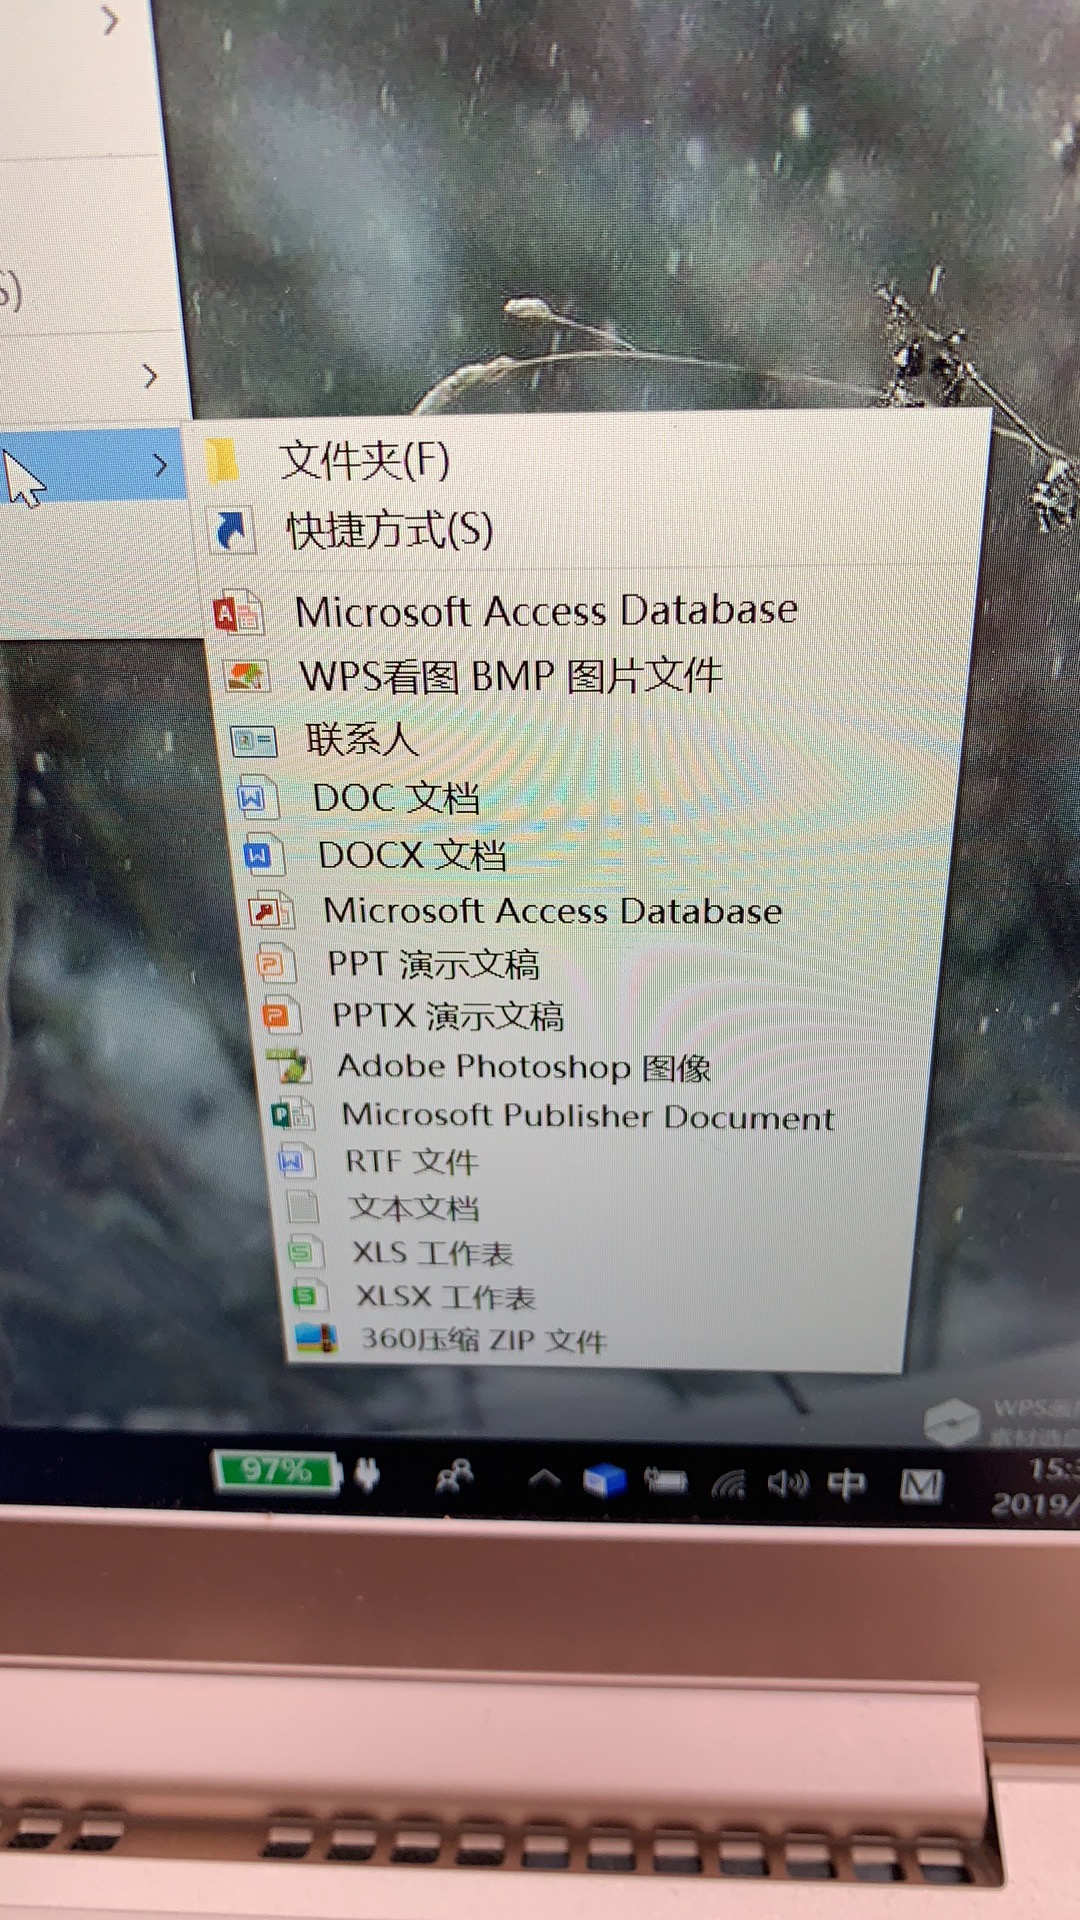 S)
文件夹(F)
快捷方式(S)
Microsoft Access Database
WPS看图 BMP 图片文件
联系人
DOC 文档
DOCX 文档
Microsoft Access Database
PPT 演示文稿
PPTX 演示文稿
Adobe Photoshop 图像
Microsoft Publisher Document
RTF 文件
文本文档
XLS 工作表
XLSX 工作表
360压缩 ZIP 文件
WPS
97%
中
M
15:
2019/